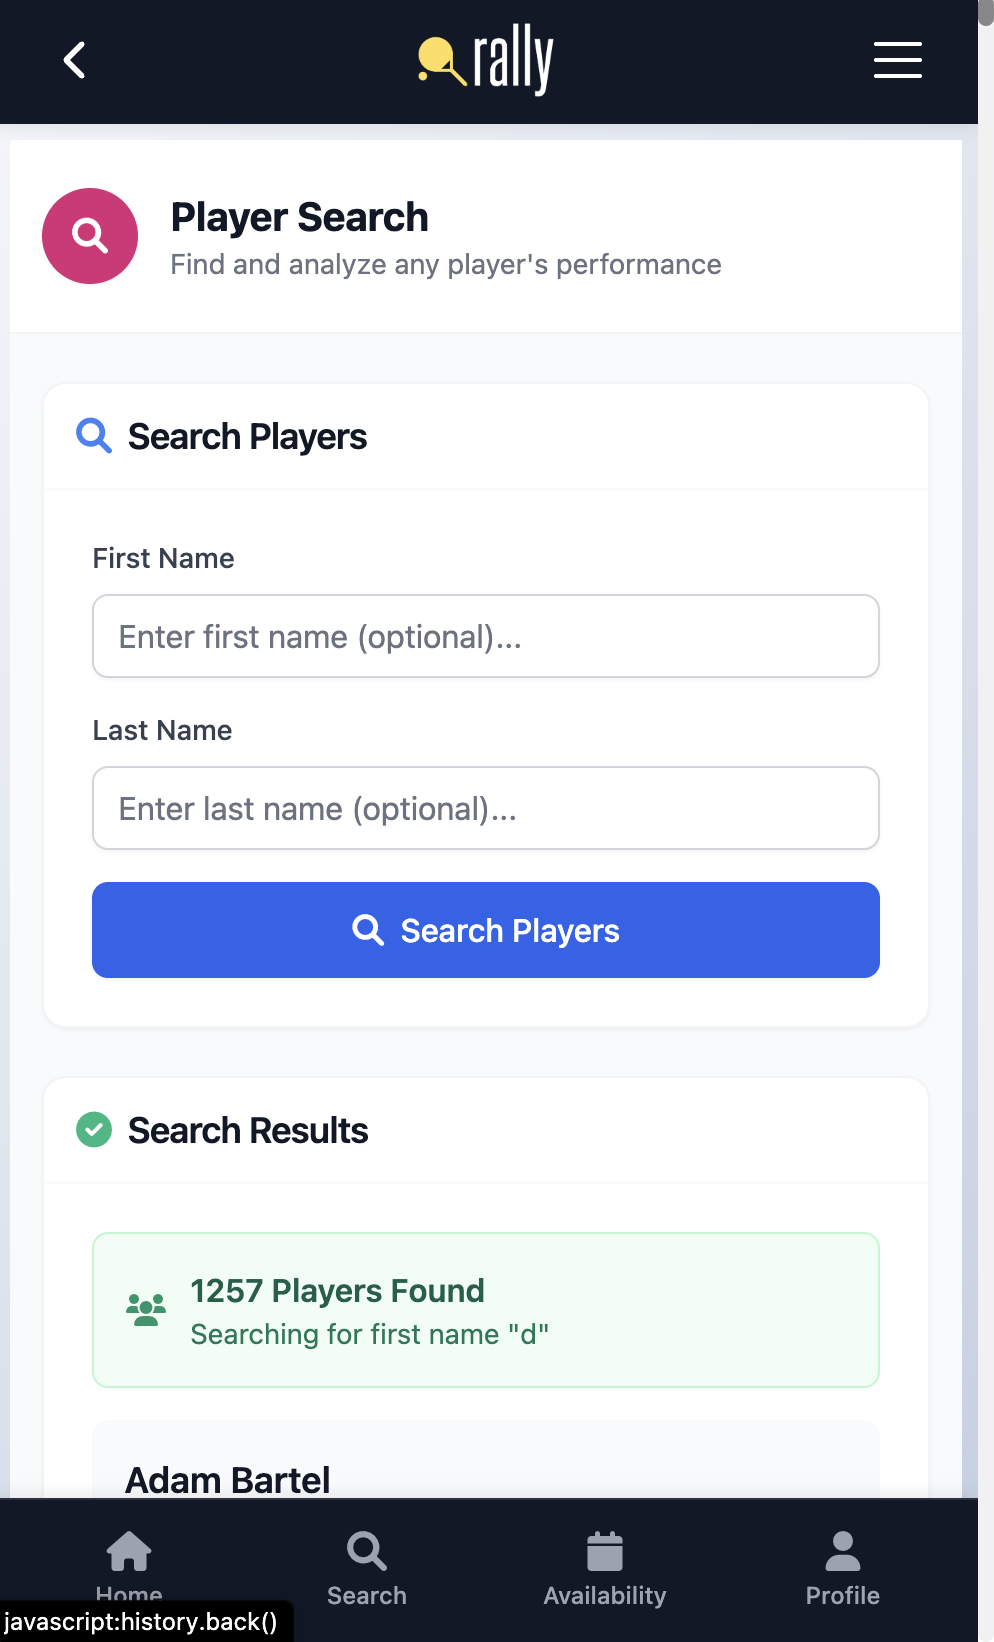 rally
Player Search
Find and analyze any player's performance
Search Players
First Name
Enter first name (optional)...
Last Name
Enter last name (optional)...
Search Players
Search Results
1257 Players Found
Searching for first name "d"
Adam Bartel
Home
Search
Availability
Profile
javascript:history.back()